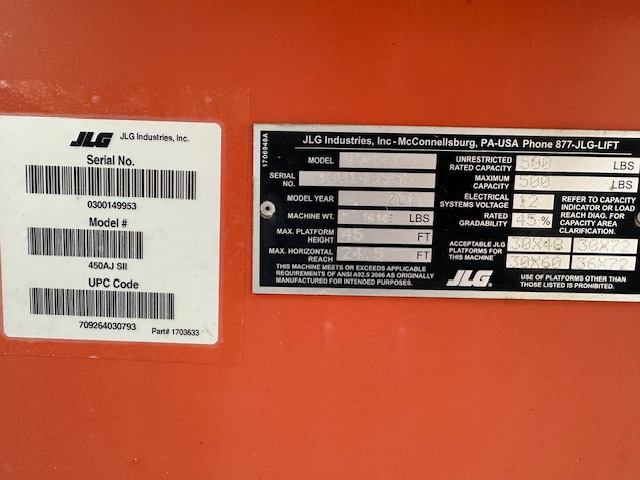 JLG JLG Industries, Inc.
Serial No.
0300149953
Model #
450AJ SII
UPC Code
709264030793
Part# 1703633
1706948A
JLG Industries, Inc - McConnellsburg, PA-USA Phone 877-JLG-LIFT
MODEL
SERIAL
NO.
MODEL YEAR 2011
MACHINE WT. LBS
MAX. PLATFORM
HEIGHT 45 FT
MAX. HORIZONTAL
REACH FT
THIS MACHINE MEETS OR EXCEEDS APPLICABLE
REQUIREMENTS OF ANSI A92.5 2006 AS ORIGINALLY
MANUFACTURED FOR INTENDED PURPOSES.
UNRESTRICTED
RATED CAPACITY 500 LBS
MAXIMUM
CAPACITY 500 LBS
ELECTRICAL
SYSTEMS VOLTAGE 12
RATED
GRADABILITY 45 %
REFER TO CAPACITY
INDICATOR OR LOAD
REACH DIAG. FOR
CAPACITY AREA
CLARIFICATION.
ACCEPTABLE JLG
PLATFORMS FOR
THIS MACHINE
30X48 30X72
30X60 36X72
JLG.
USE OF PLATFORMS OTHER THAN
THOSE LISTED IS PROHIBITED.